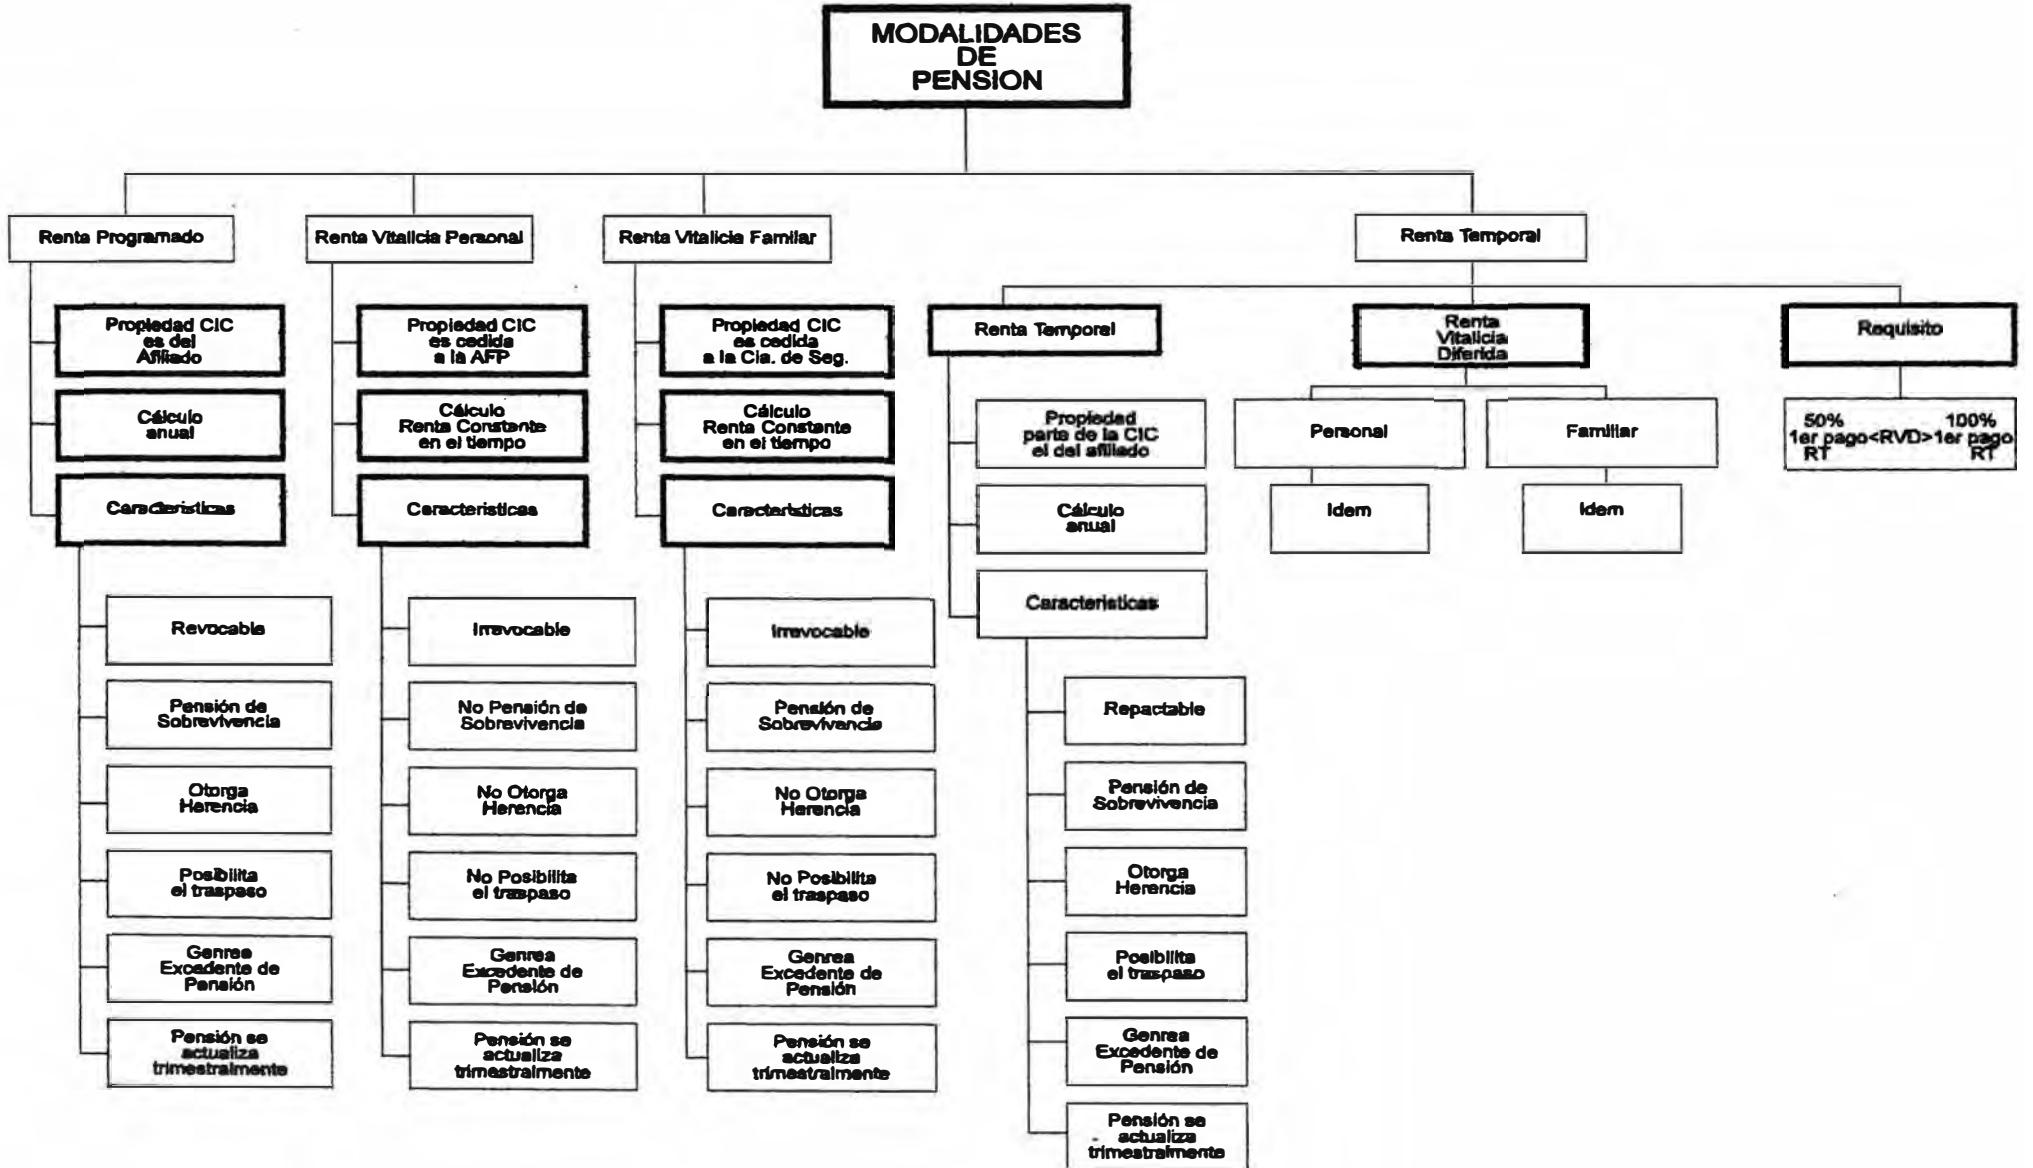 MODALIDADES
DE
PENSION
Renta Programado
Propiedad CIC
es del
Afiliado
Cálculo
anual
Caracteristicas
Revocable
Pensión de
Sobrevivencia
Otorga
Herencia
Posibilita
el traspaso
Genrea
Excedente de
Pensión
Pensión se
actualiza
trimestralmente
Renta Vitalicia Personal
Propiedad CIC
es cedida
a la AFP
Cálculo
Renta Constante
en el tiempo
Caracteristicas
Irrevocable
No Pensión de
Sobrevivencia
No Otorga
Herencia
No Posibilita
el traspaso
Genrea
Excedente de
Pensión
Pensión se
actualiza
trimestralmente
Renta Vitalicia Familar
Propiedad CIC
es cedida
a la Cia. de Seg.
Cálculo
Renta Constante
en el tiempo
Caracteristicas
Irrevocable
Pensión de
Sobrevivencia
No Otorga
Herencia
No Posibilita
el traspaso
Genrea
Excedente de
Pensión
Pensión se
actualiza
trimestralmente
Renta Temporal
Renta Temporal
Propiedad
parte de la CIC
el del afiliado
Cálculo
anual
Caracteristicas
Repactable
Pensión de
Sobrevivencia
Otorga
Herencia
Posibilita
el traspaso
Genrea
Excedente de
Pensión
Pensión se
actualiza
trimestralmente
Renta
Vitalicia
Diferida
Personal
Idem
Familiar
Idem
Requisito
50% 100%
1er pago<RVD>1er pago
RT RT